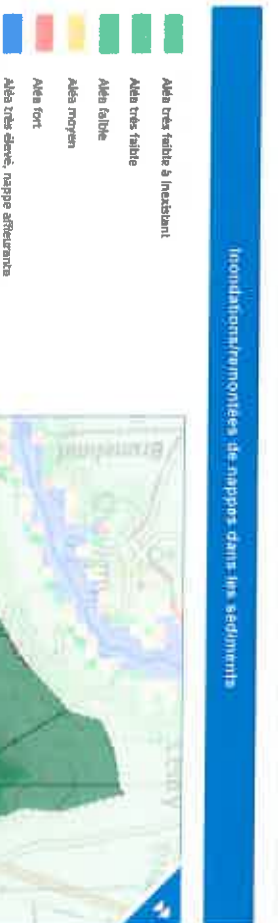 Inondations/remontées de nappes dans les sédiments
Aléa très faible à inexistant
Aléa très faible
Aléa faible
Aléa moyen
Aléa fort
Aléa très élevé, nappe affleurante